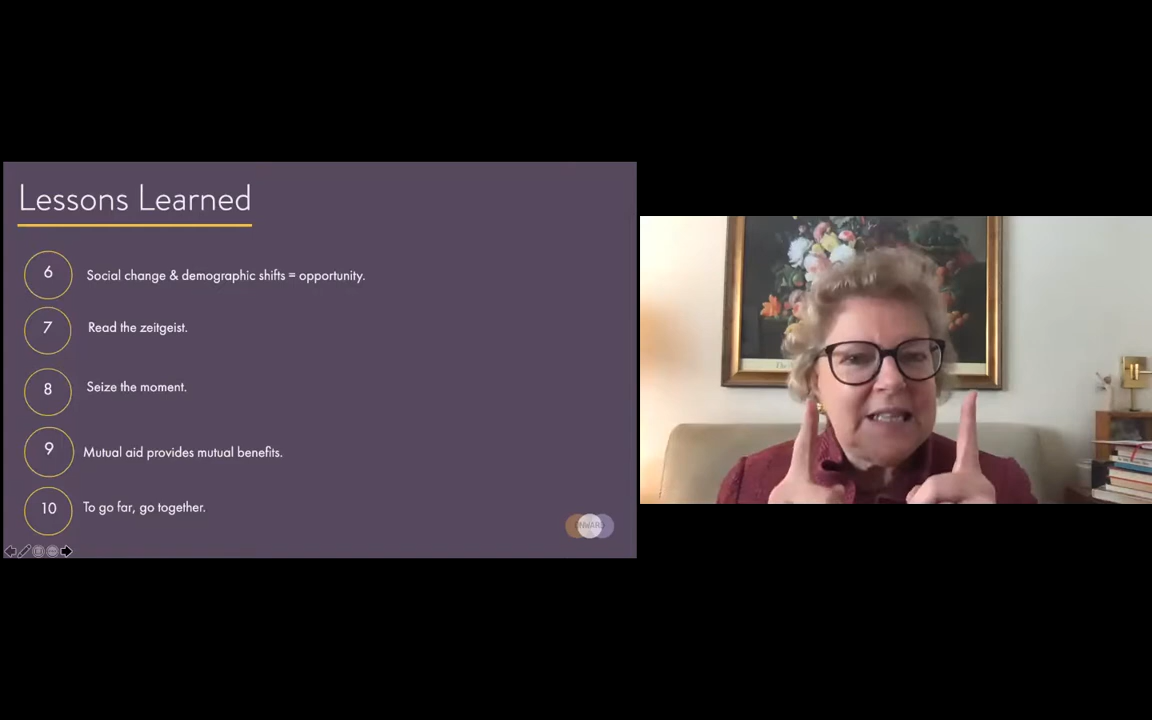 Lessons Learned
6
Social change & demographic shifts = opportunity.
7
Read the zeitgeist.
8
Seize the moment.
9
Mutual aid provides mutual benefits.
10
To go far, go together.
ONWARD